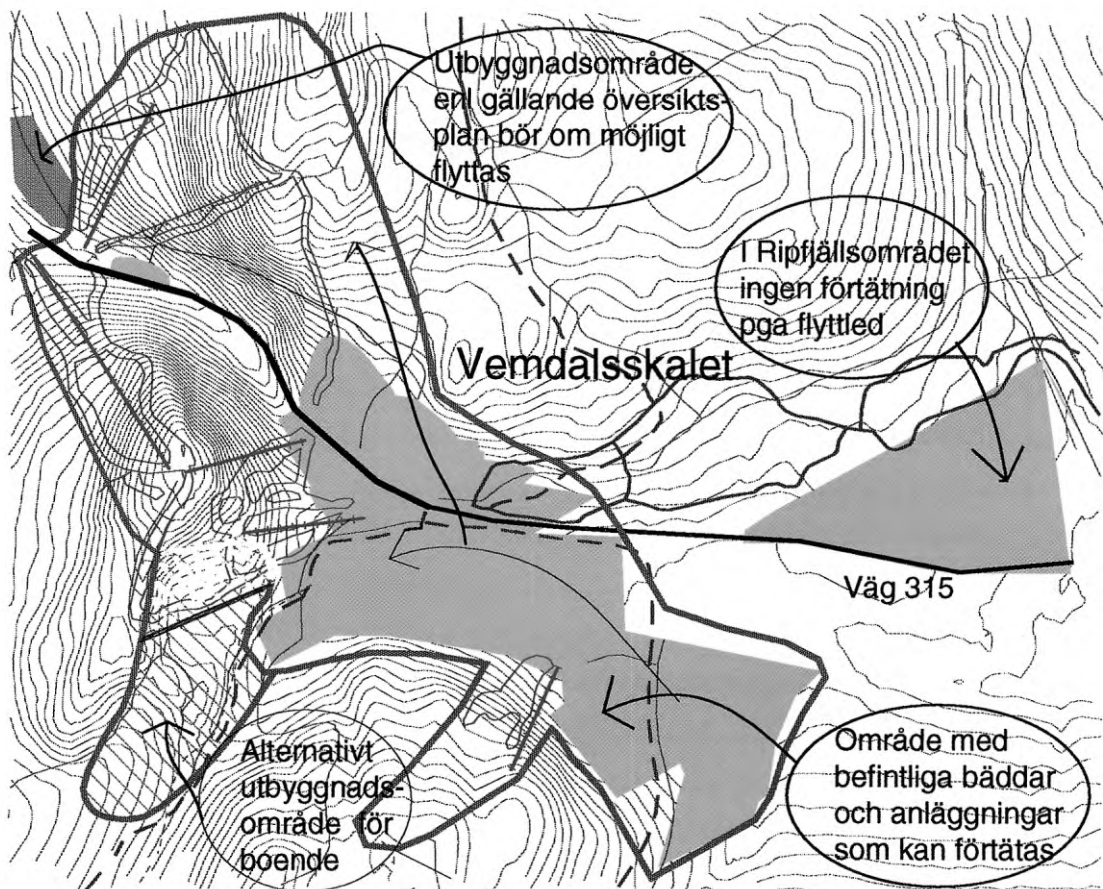 Utbyggnadsområde
enl gällande översikts-
plan bör om möjligt
flyttas
I Ripfjällsområdet
ingen förtätning
pga flyttled
Vemdalsskalet
Väg 315
Alternativt
utbyggnads-
område för
boende
Område med
befintliga bäddar
och anläggningar
som kan förtätas